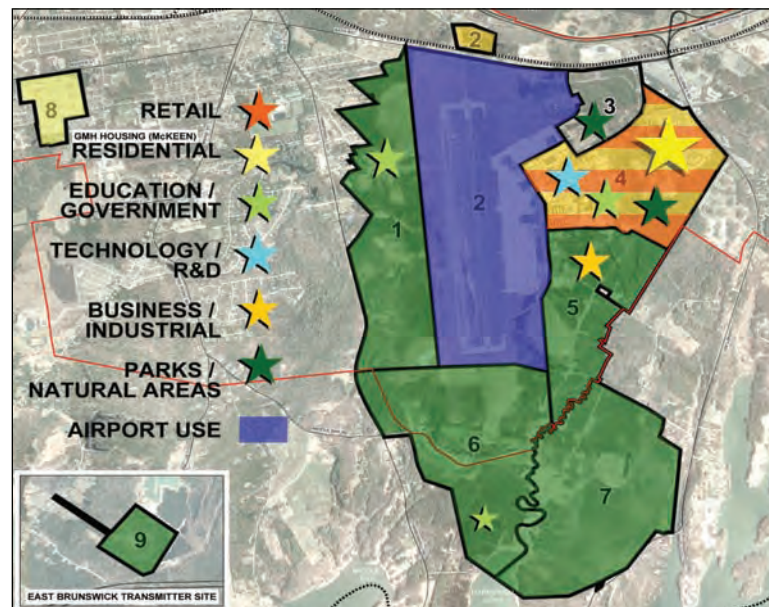 2
8
3
RETAIL
GMH HOUSING (McKEEN)
RESIDENTIAL
4
EDUCATION /
GOVERNMENT
1
2
TECHNOLOGY /
R&D
5
BUSINESS /
INDUSTRIAL
PARKS /
NATURAL AREAS
AIRPORT USE
6
7
9
EAST BRUNSWICK TRANSMITTER SITE